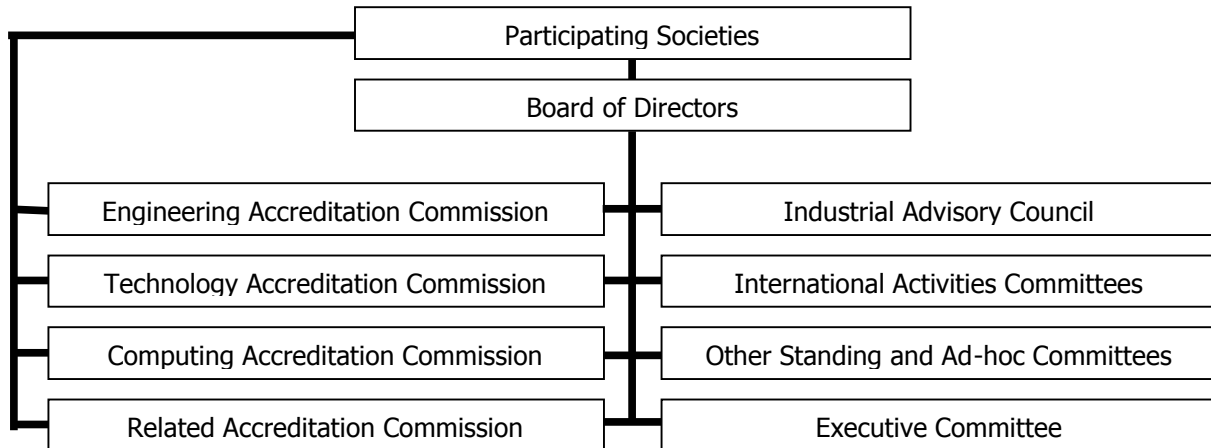 Participating Societies
Board of Directors
Engineering Accreditation Commission
Industrial Advisory Council
Technology Accreditation Commission
International Activities Committees
Computing Accreditation Commission
Other Standing and Ad-hoc Committees
Related Accreditation Commission
Executive Committee